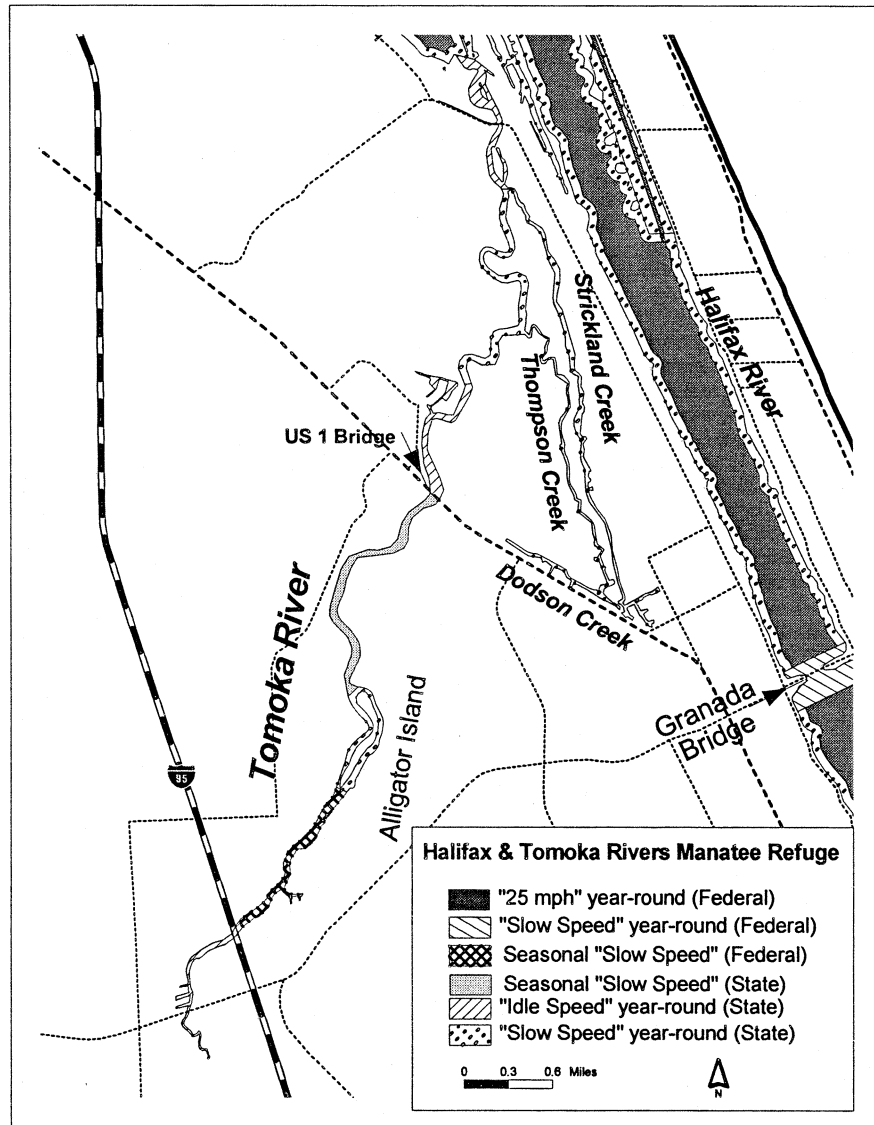 Strickland Creek
Halifax River
Thompson Creek
US 1 Bridge
Dodson Creek
Tomoka River
Granada
Bridge
Alligator Island
95
Halifax & Tomoka Rivers Manatee Refuge
"25 mph" year-round (Federal)
"Slow Speed" year-round (Federal)
Seasonal "Slow Speed" (Federal)
Seasonal "Slow Speed" (State)
"Idle Speed" year-round (State)
"Slow Speed" year-round (State)
0 0.3 0.6 Miles
N